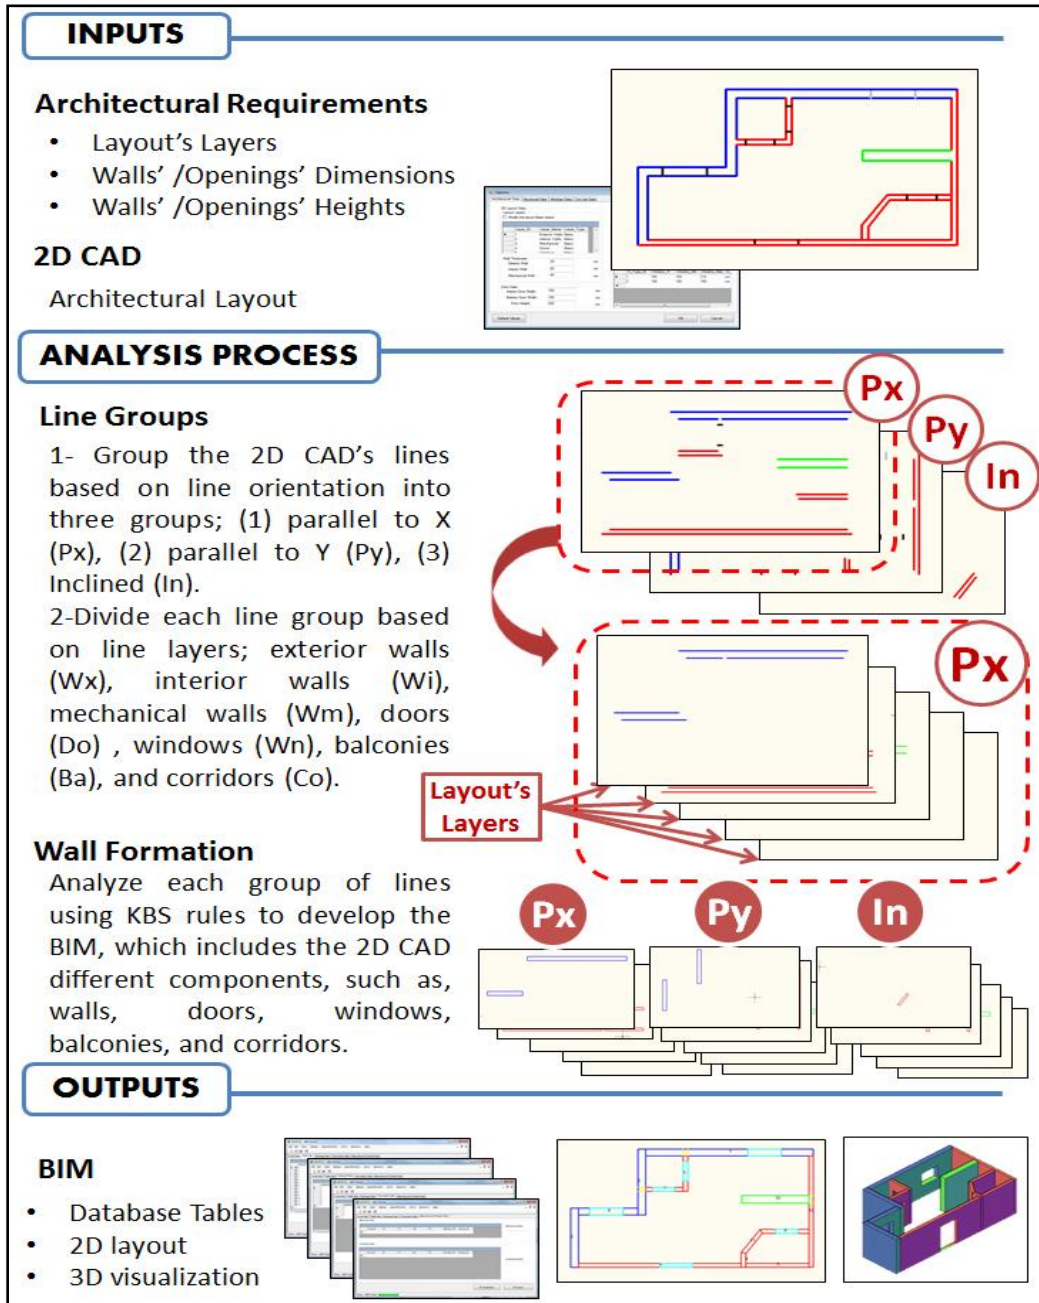 INPUTS
Architectural Requirements
• Layout's Layers
• Walls' /Openings' Dimensions
• Walls' /Openings' Heights
2D CAD
Architectural Layout
ANALYSIS PROCESS
Line Groups
1- Group the 2D CAD's lines
based on line orientation into
three groups; (1) parallel to X
(Px), (2) parallel to Y (Py), (3)
Inclined (In).
2-Divide each line group based
on line layers; exterior walls
(Wx), interior walls (Wi),
mechanical walls (Wm), doors
(Do) , windows (Wn), balconies
(Ba), and corridors (Co).
Px
Py
In
Px
Layout's
Layers
Wall Formation
Analyze each group of lines
using KBS rules to develop the
BIM, which includes the 2D CAD
different components, such as,
walls, doors, windows,
balconies, and corridors.
Px
Py
In
OUTPUTS
BIM
• Database Tables
• 2D layout
• 3D visualization